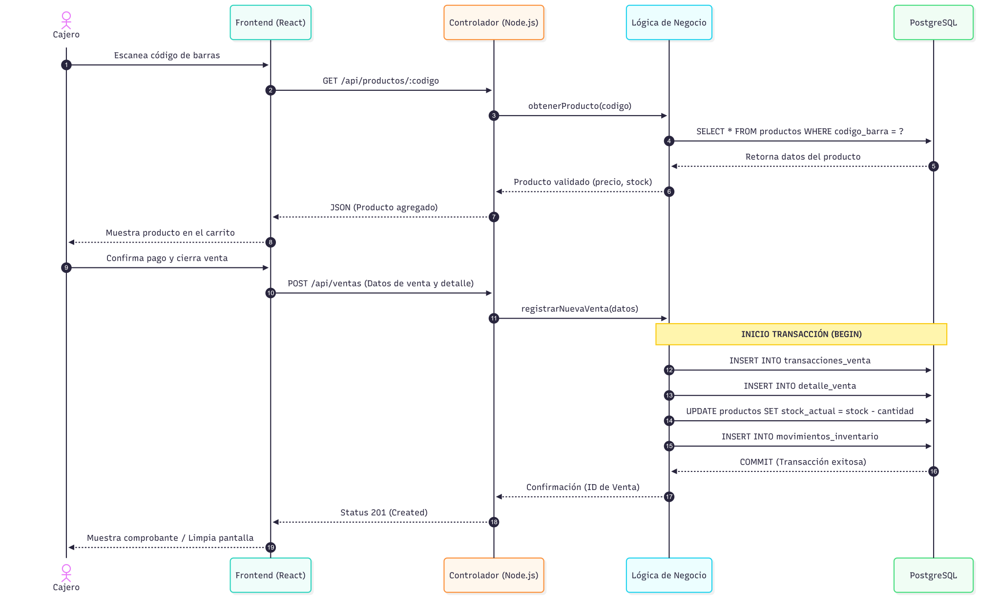 Cajero
Frontend (React)
Controlador (Node.js)
Lógica de Negocio
PostgreSQL
Escanea código de barras
1
GET /api/productos/:codigo
2
obtenerProducto(codigo)
3
SELECT * FROM productos WHERE codigo_barra = ?
4
Retorna datos del producto
5
Producto validado (precio, stock)
6
JSON (Producto agregado)
7
Muestra producto en el carrito
8
Confirma pago y cierra venta
9
POST /api/ventas (Datos de venta y detalle)
10
registrarNuevaVenta(datos)
11
INICIO TRANSACCIÓN (BEGIN)
INSERT INTO transacciones_venta
12
INSERT INTO detalle_venta
13
UPDATE productos SET stock_actual = stock - cantidad
14
INSERT INTO movimientos_inventario
15
COMMIT (Transacción exitosa)
16
Confirmación (ID de Venta)
17
Status 201 (Created)
18
Muestra comprobante / Limpia pantalla
19
Cajero
Frontend (React)
Controlador (Node.js)
Lógica de Negocio
PostgreSQL